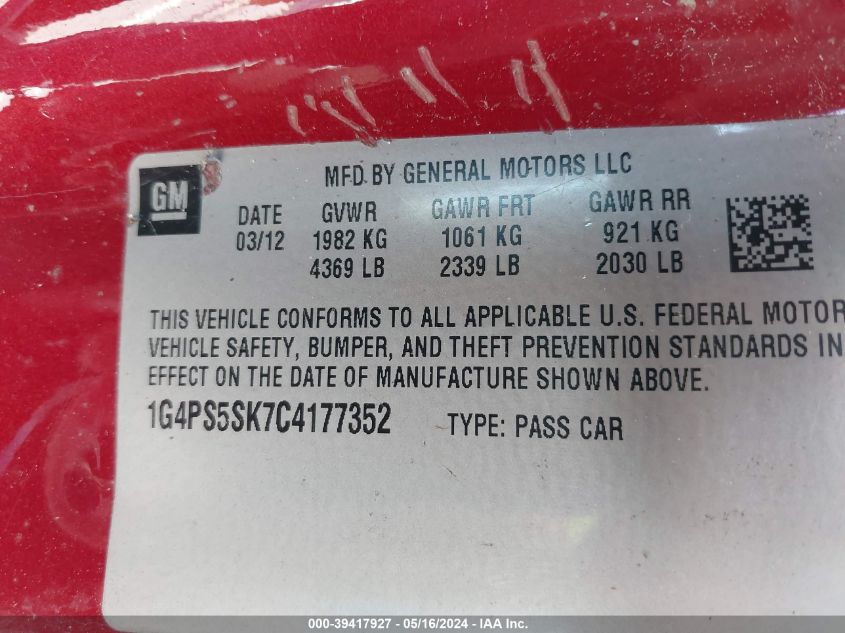 GM
MFD BY GENERAL MOTORS LLC
DATE GVWR GAWR FRT GAWR RR
03/12 1982 KG 1061 KG 921 KG
4369 LB 2339 LB 2030 LB
THIS VEHICLE CONFORMS TO ALL APPLICABLE U.S. FEDERAL MOTOR
VEHICLE SAFETY, BUMPER, AND THEFT PREVENTION STANDARDS IN
EFFECT ON THE DATE OF MANUFACTURE SHOWN ABOVE.
1G4PS5SK7C4177352 TYPE: PASS CAR
000-39417927 - 05/16/2024 - IAAI.COM